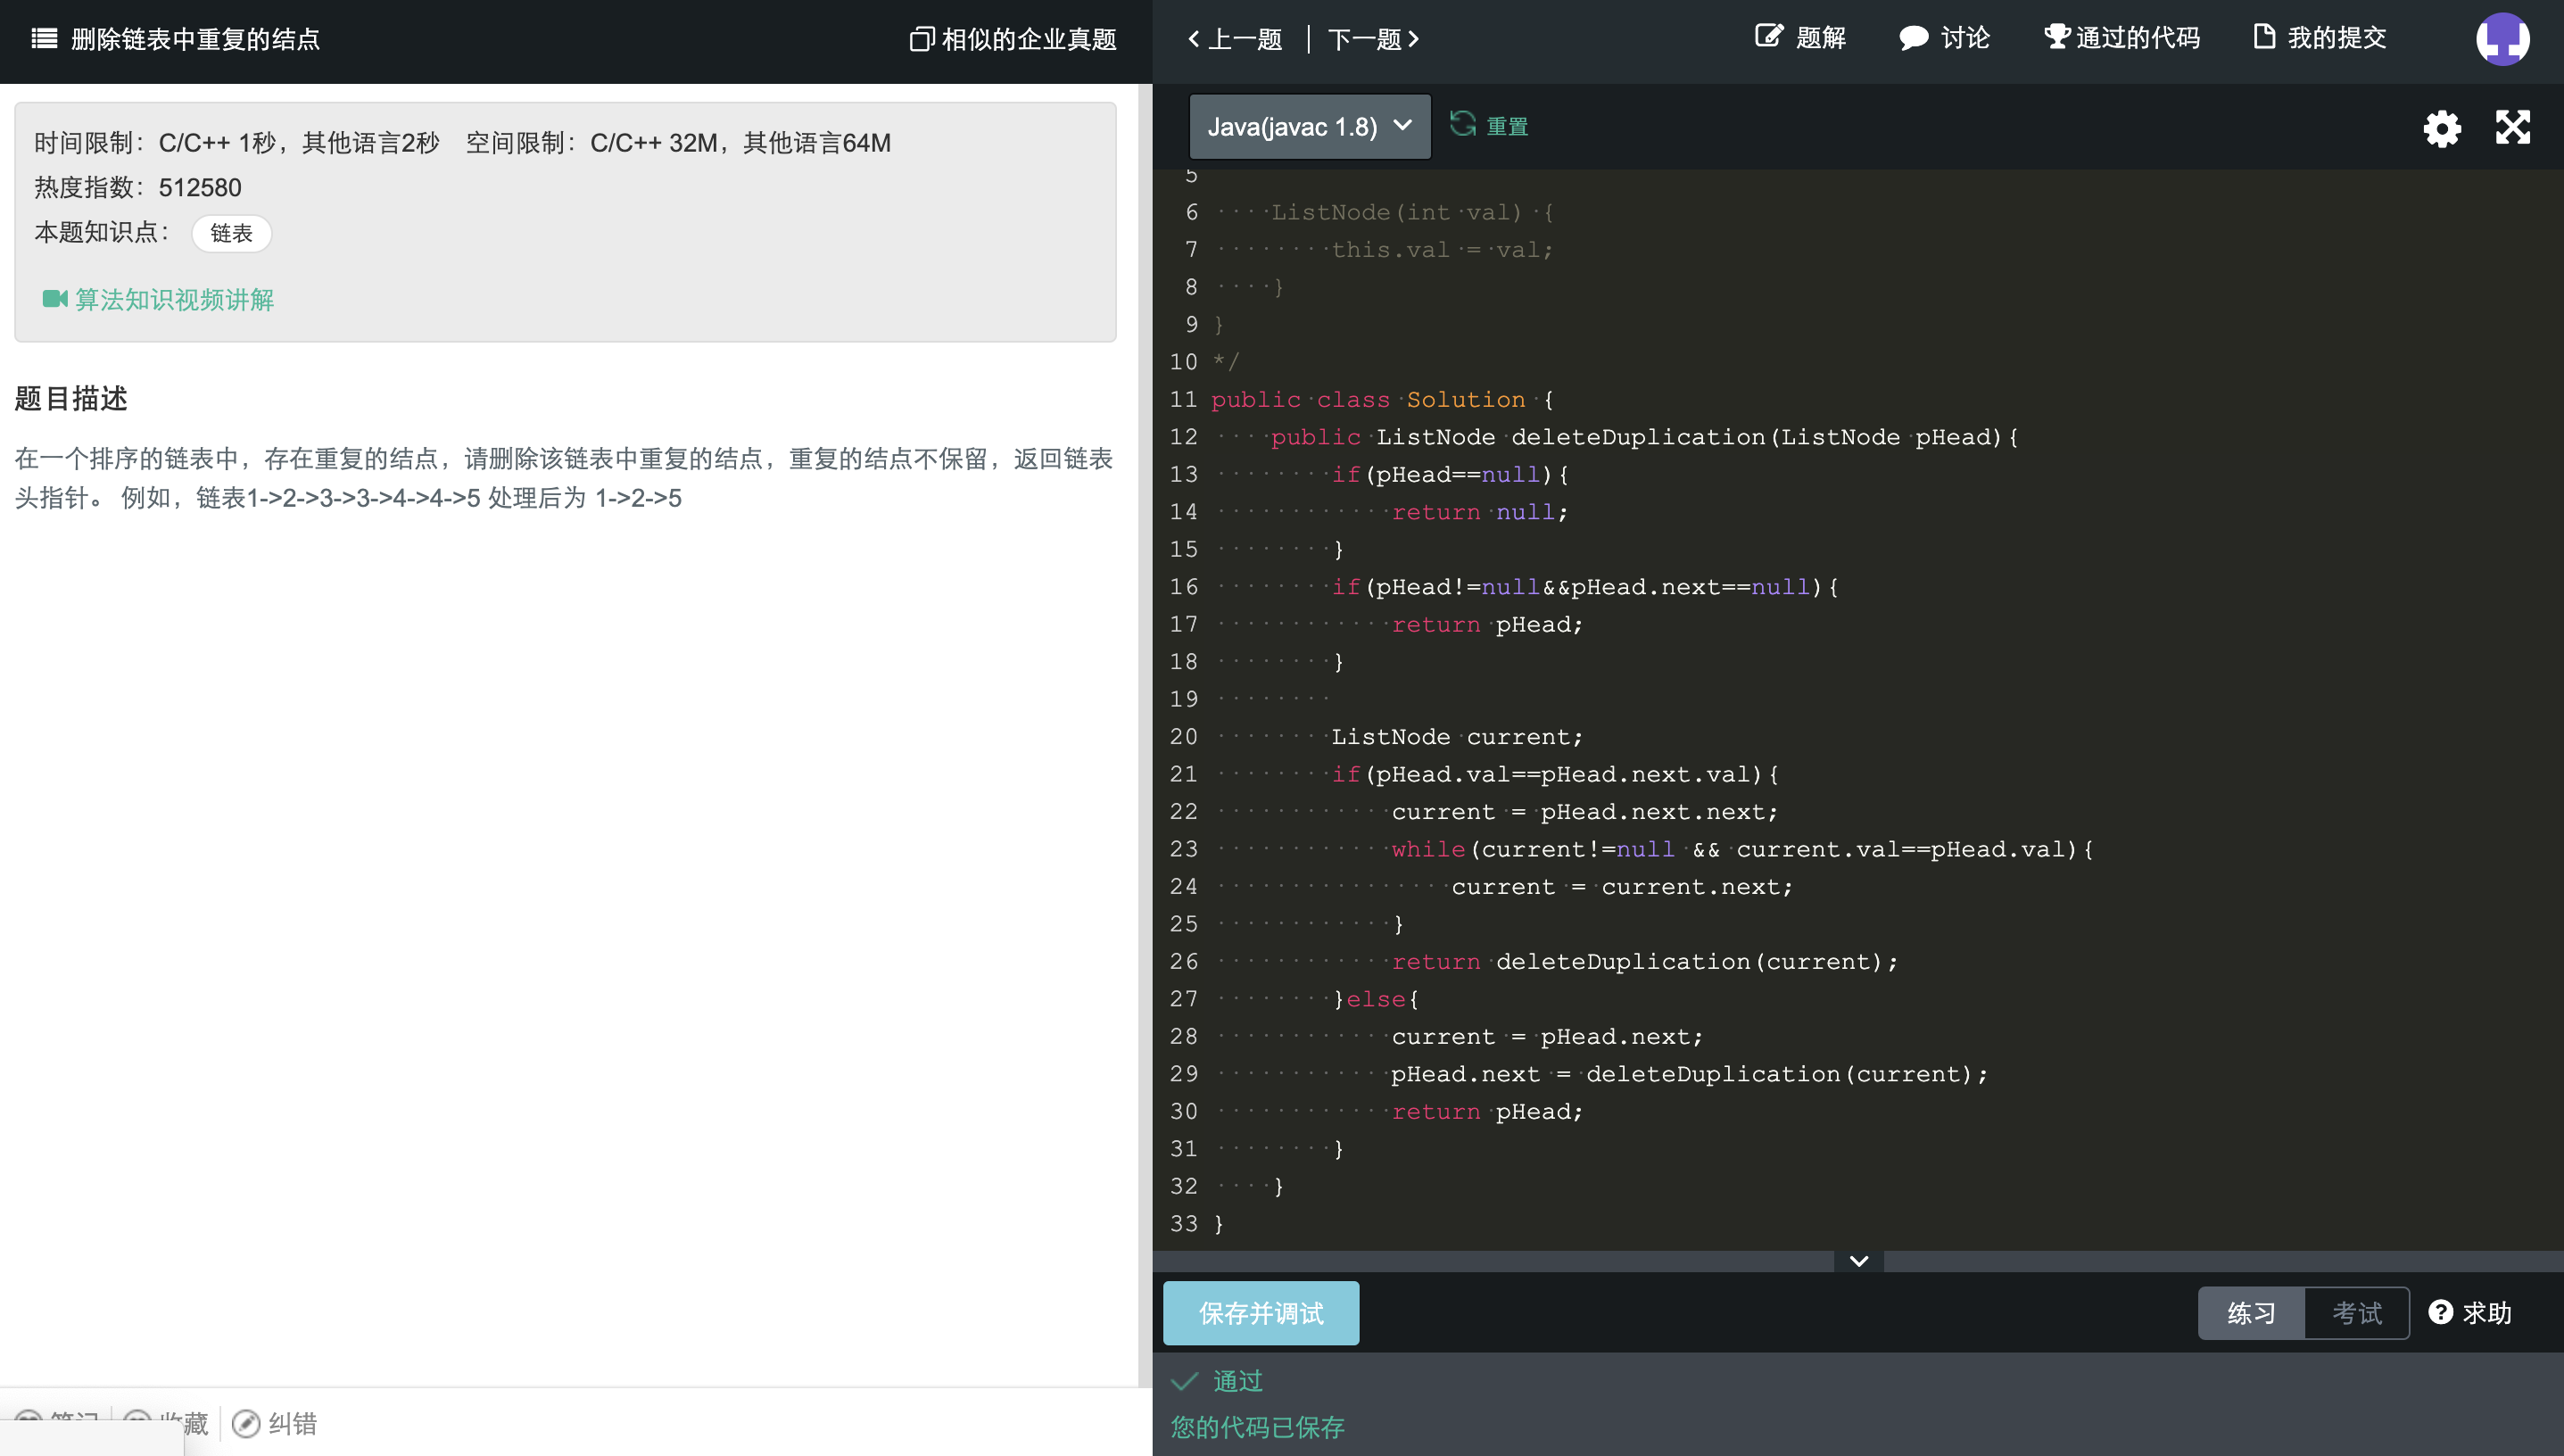 删除链表中重复的结点
相似的企业真题
时间限制：C/C++ 1秒，其他语言2秒 空间限制：C/C++ 32M，其他语言64M
热度指数：512580
本题知识点： 链表
算法知识视频讲解
题目描述
在一个排序的链表中，存在重复的结点，请删除该链表中重复的结点，重复的结点不保留，返回链表
头指针。 例如，链表1->2->3->3->4->4->5 处理后为 1->2->5
纠错
上一题 | 下一题
题解 讨论 通过的代码 我的提交
Java(javac 1.8) 重置
5
6 ListNode(int val) {
7 this.val = val;
8 }
9 }
10 */
11 public class Solution {
12 public ListNode deleteDuplication(ListNode pHead){
13 if(pHead==null){
14 return null;
15 }
16 if(pHead!=null&&pHead.next==null){
17 return pHead;
18 }
19
20 ListNode current;
21 if(pHead.val==pHead.next.val){
22 current = pHead.next.next;
23 while(current!=null && current.val==pHead.val){
24 current = current.next;
25 }
26 return deleteDuplication(current);
27 }else{
28 current = pHead.next;
29 pHead.next = deleteDuplication(current);
30 return pHead;
31 }
32 }
33 }
保存并调试
练习 考试 求助
通过
您的代码已保存